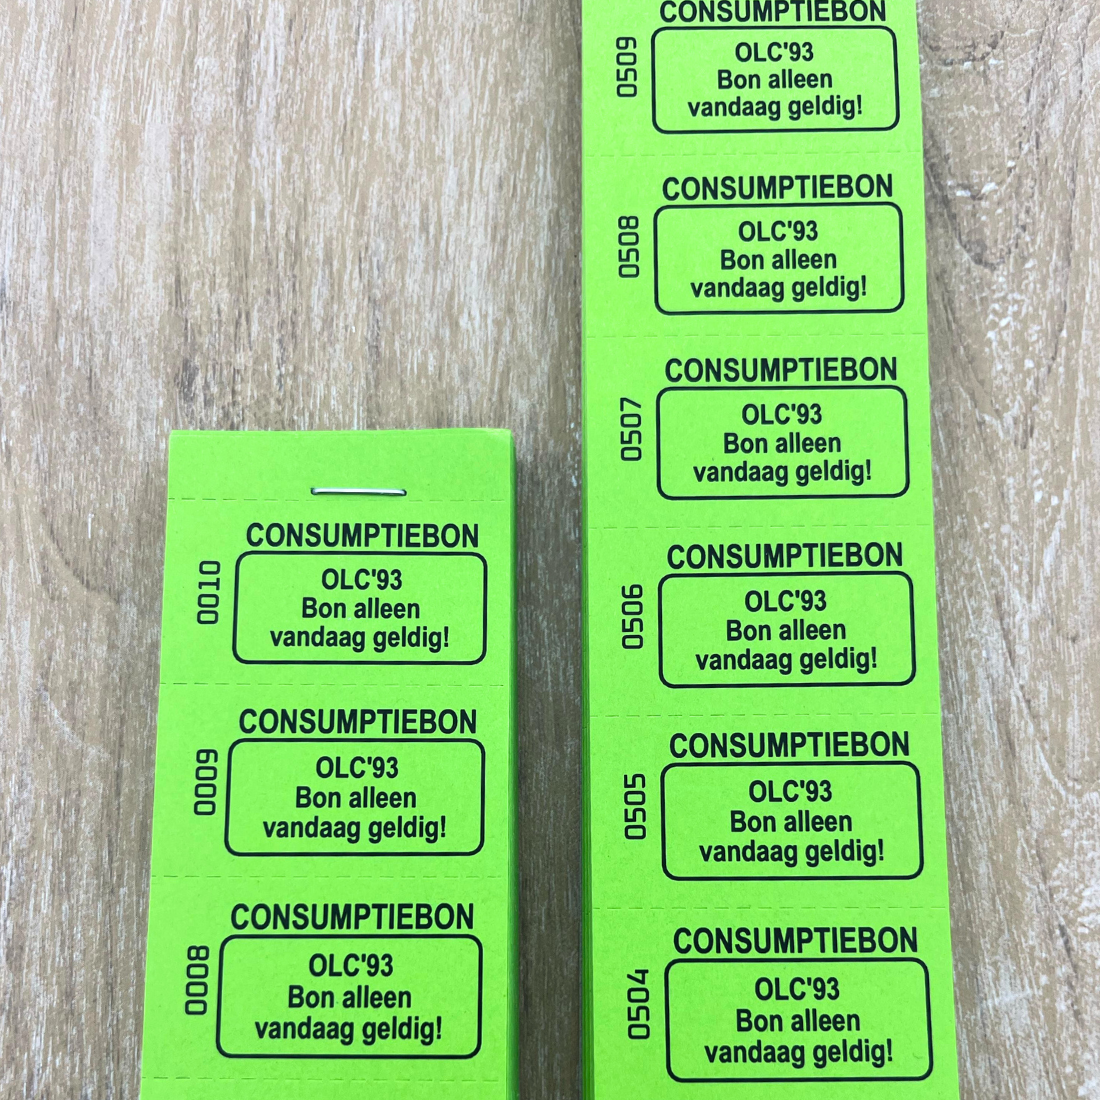 0010
CONSUMPTIEBON
OLC'93
Bon alleen
vandaag geldig!
0009
CONSUMPTIEBON
OLC'93
Bon alleen
vandaag geldig!
0008
CONSUMPTIEBON
OLC'93
Bon alleen
vandaag geldig!
0509
CONSUMPTIEBON
OLC'93
Bon alleen
vandaag geldig!
0508
CONSUMPTIEBON
OLC'93
Bon alleen
vandaag geldig!
0507
CONSUMPTIEBON
OLC'93
Bon alleen
vandaag geldig!
0506
CONSUMPTIEBON
OLC'93
Bon alleen
vandaag geldig!
0505
CONSUMPTIEBON
OLC'93
Bon alleen
vandaag geldig!
0504
CONSUMPTIEBON
OLC'93
Bon alleen
vandaag geldig!